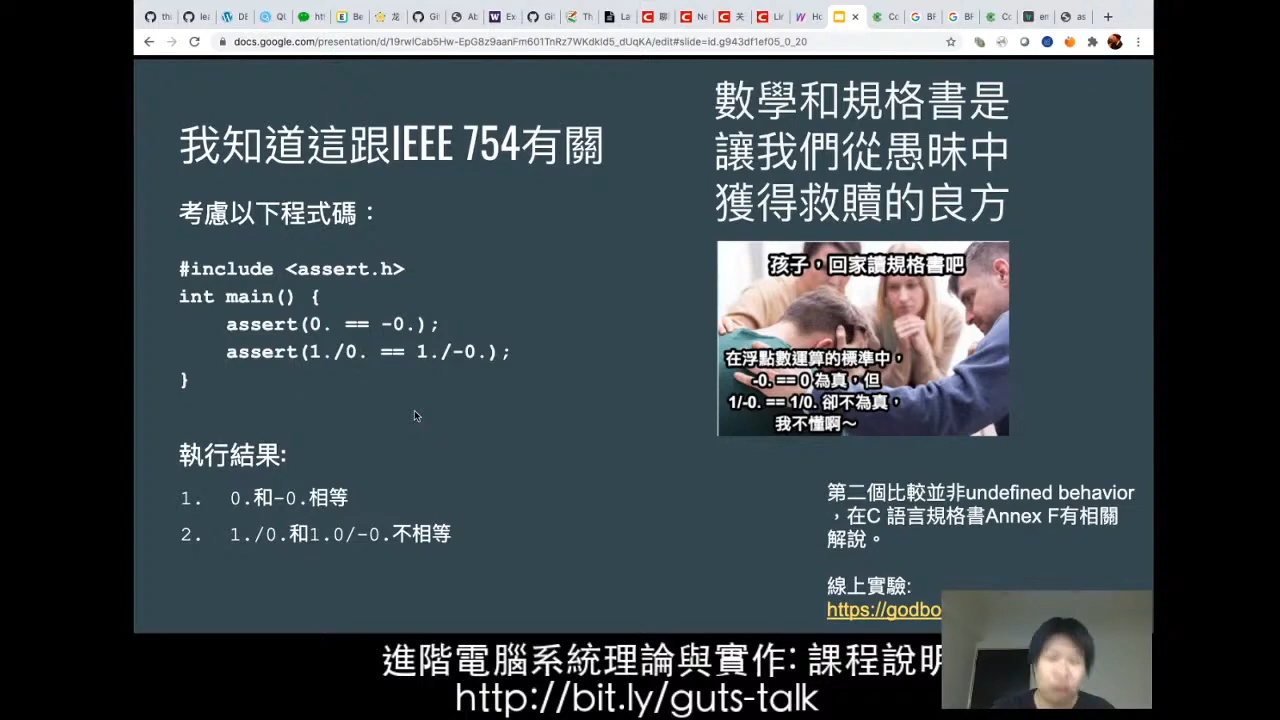 docs.google.com/presentation/d/19rwlCab5Hw-EpG8z9aanFm601TnRz7WKdkId5_dUqKA/edit#slide=id.g943df1ef05_0_20
我知道這跟IEEE 754有關
考慮以下程式碼：
#include <assert.h>
int main() {
assert(0. == -0.);
assert(1./0. == 1./-0.);
}
執行結果:
1. 0.和-0.相等
2. 1./0.和1.0/-0.不相等
數學和規格書是
讓我們從愚昧中
獲得救贖的良方
孩子，回家讀規格書吧
在浮點數運算的標準中，
-0. == 0 為真，但
1/-0. == 1/0. 卻不為真，
我不懂啊～
第二個比較並非undefined behavior
，在C 語言規格書Annex F有相關
解說。
線上實驗:
https://godbo
進階電腦系統理論與實作: 課程說明
http://bit.ly/guts-talk